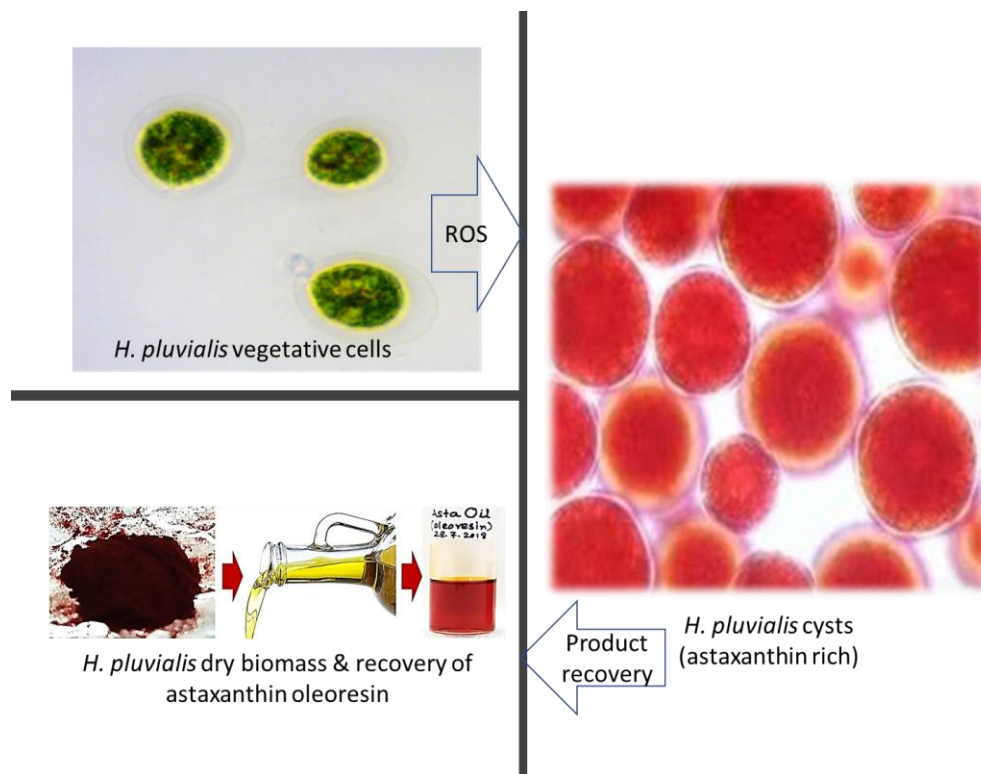 ROS
H. pluvialis vegetative cells
H. pluvialis cysts
(astaxanthin rich)
Product
recovery
Asta Oil
(oleoresin)
28.7.2018
H. pluvialis dry biomass & recovery of
astaxanthin oleoresin